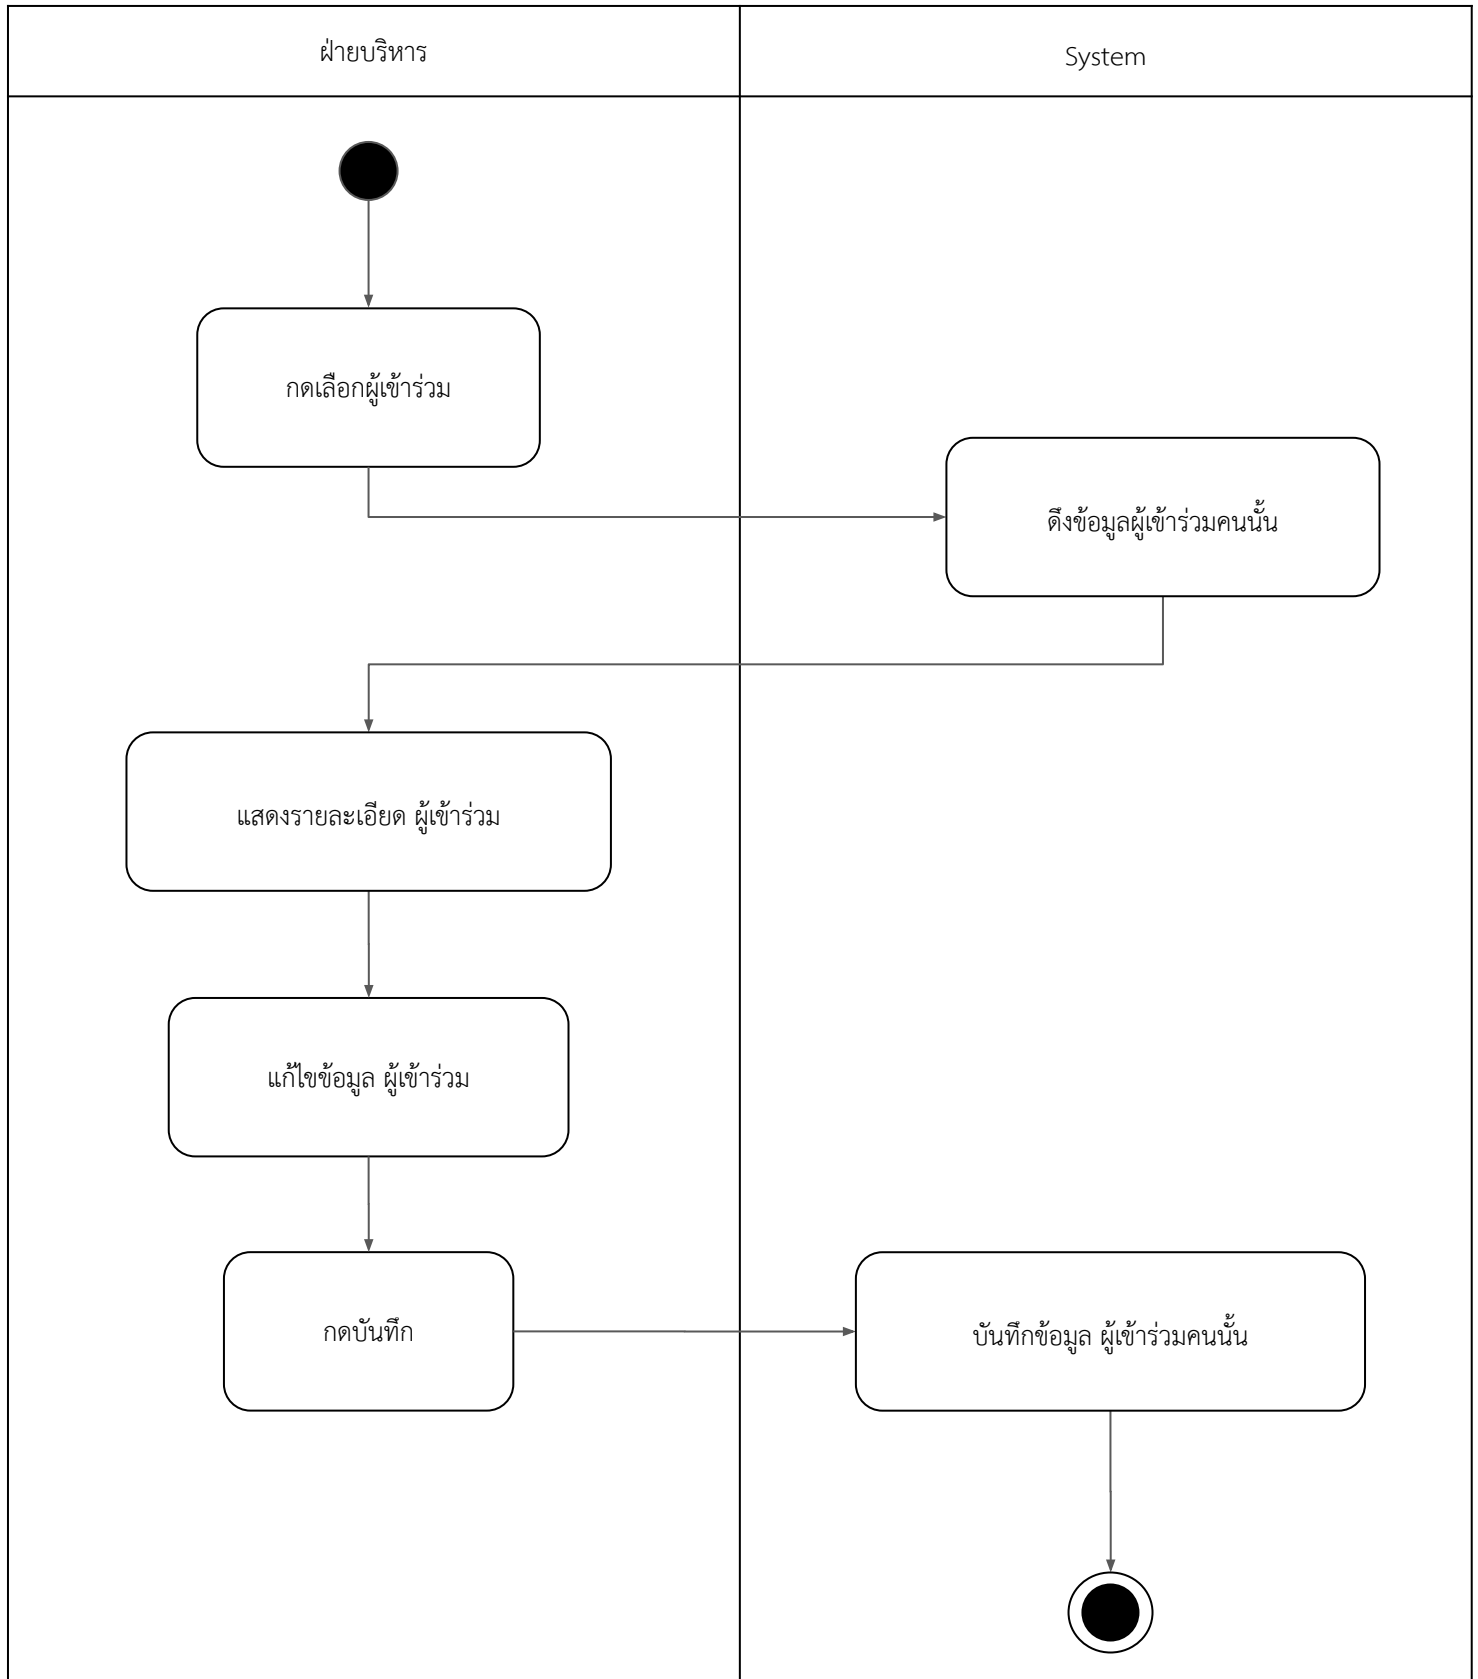 ฝ่ายบริหาร
System
กดเลือกผู้เข้าร่วม
ดึงข้อมูลผู้เข้าร่วมคนนั้น
แสดงรายละเอียด ผู้เข้าร่วม
แก้ไขข้อมูล ผู้เข้าร่วม
กดบันทึก
บันทึกข้อมูล ผู้เข้าร่วมคนนั้น